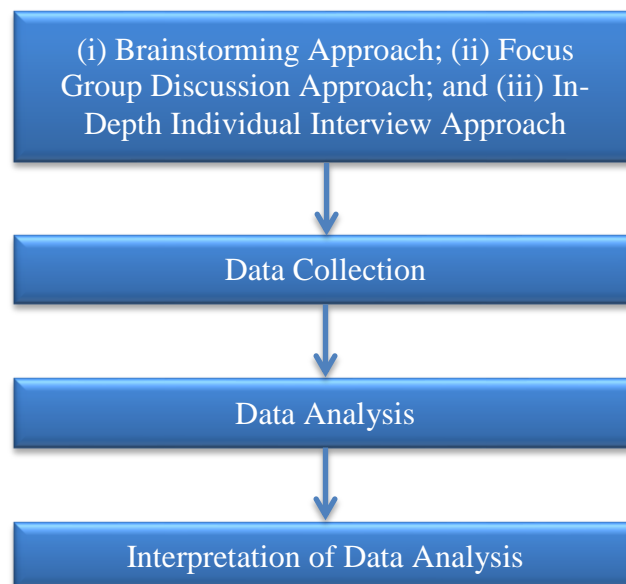 (i) Brainstorming Approach; (ii) Focus
Group Discussion Approach; and (iii) In-
Depth Individual Interview Approach
Data Collection
Data Analysis
Interpretation of Data Analysis